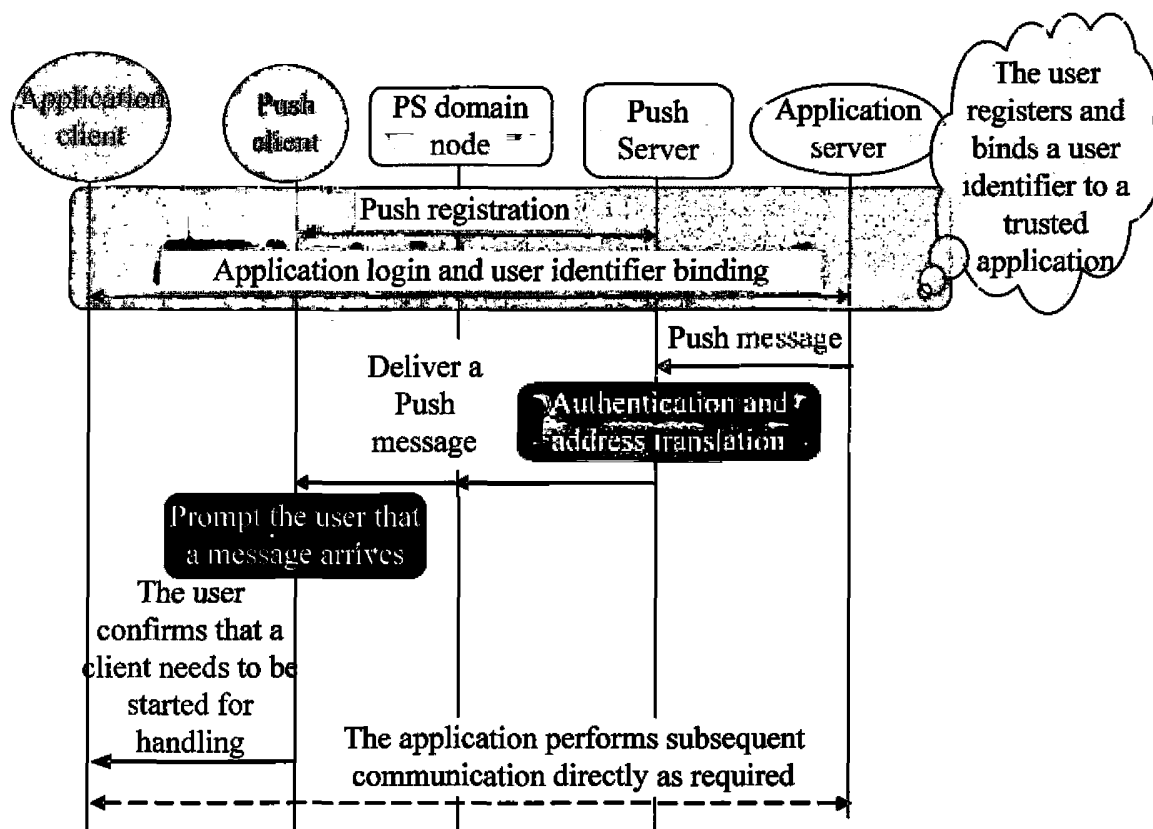 Application
client
Push
client
PS domain
node
Push
Server
Application
server
The user
registers and
binds a user
identifier to a
trusted
application
Push registration
Application login and user identifier binding
Push message
Deliver a
Push
message
Authentication and
address translation
Prompt the user that
a message arrives
The user
confirms that a
client needs to be
started for
handling
The application performs subsequent
communication directly as required